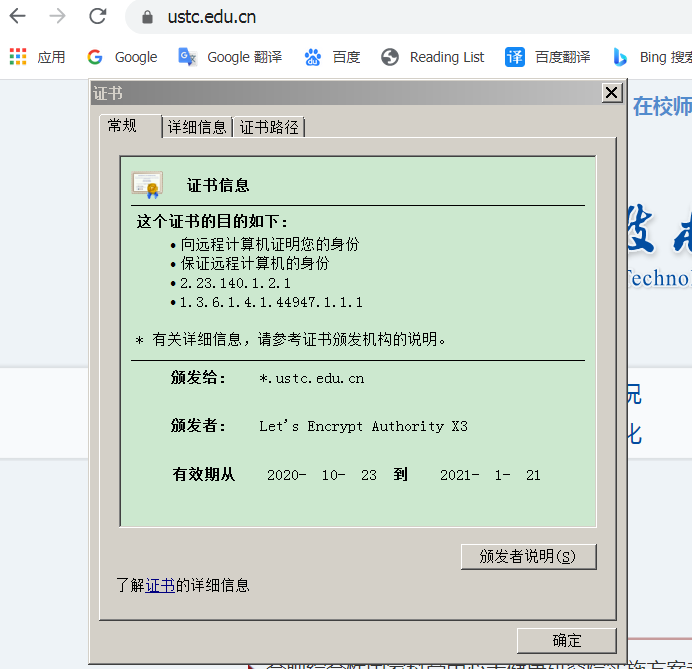 ustc.edu.cn
应用 Google Google 翻译 百度 Reading List 百度翻译 Bing 搜索
证书
在校师
常规 详细信息 证书路径
证书信息
这个证书的目的如下:
•向远程计算机证明您的身份
•保证远程计算机的身份
•2.23.140.1.2.1
•1.3.6.1.4.1.44947.1.1.1
* 有关详细信息，请参考证书颁发机构的说明。
技术
Techno
颁发给: *.ustc.edu.cn
况
颁发者: Let's Encrypt Authority X3
化
有效期从 2020- 10- 23 到 2021- 1- 21
颁发者说明(S)
了解证书的详细信息
确定